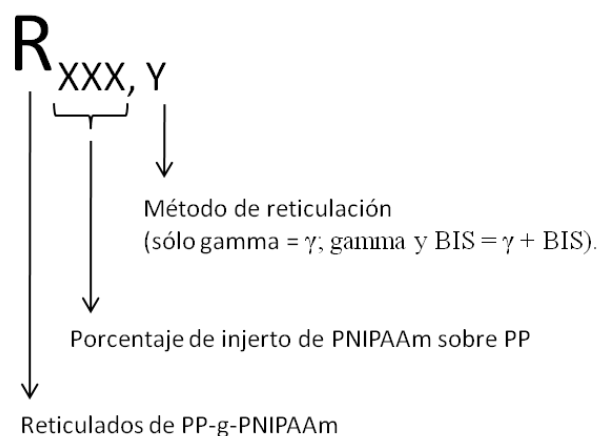 R XXX, Y
Método de reticulación
(sólo gamma = γ; gamma y BIS = γ + BIS).
Porcentaje de injerto de PNIPAAm sobre PP
Reticulados de PP-g-PNIPAAm